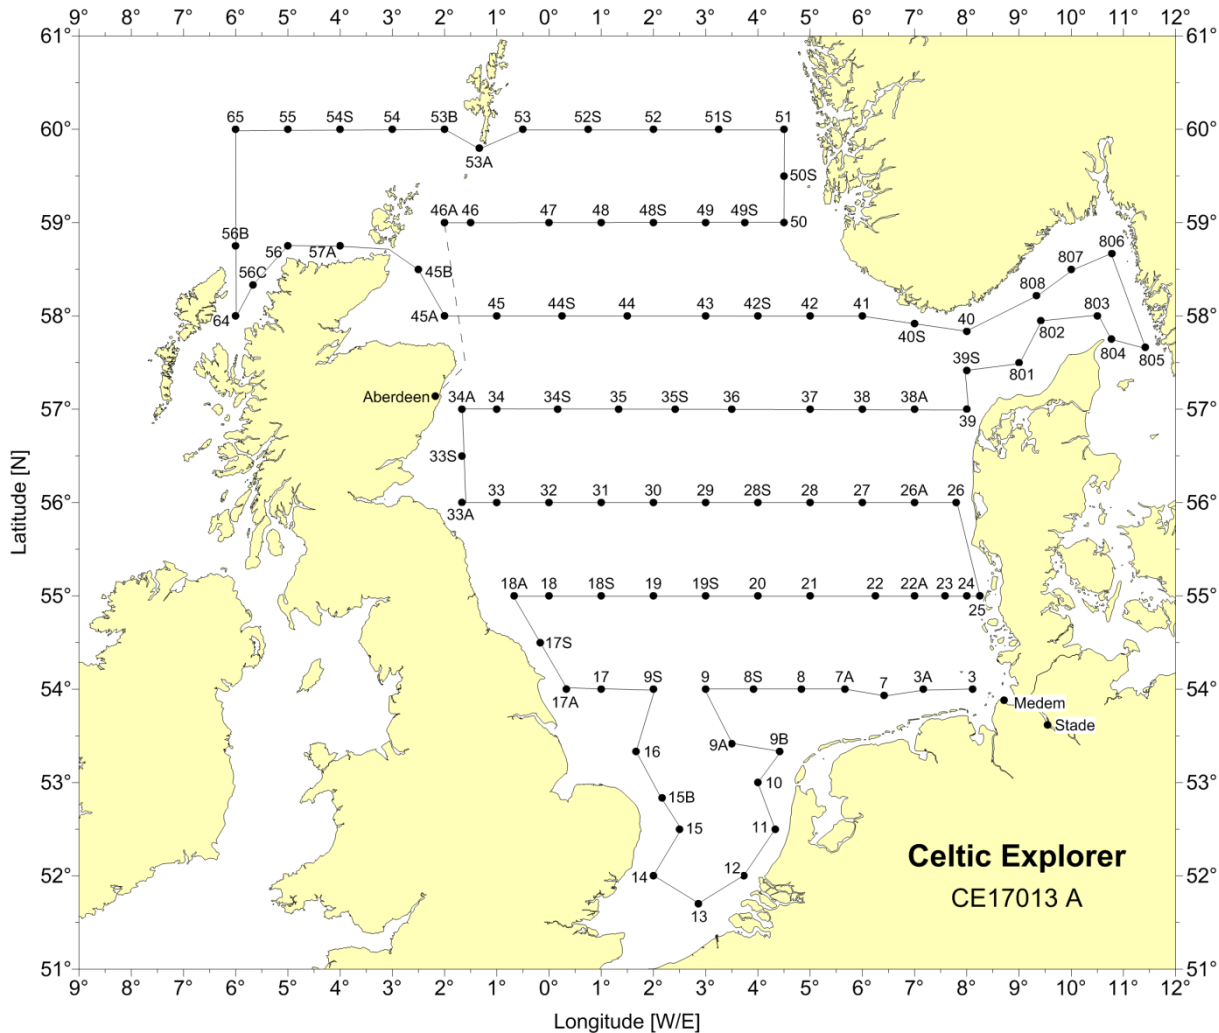 9° 8° 7° 6° 5° 4° 3° 2° 1° 0° 1° 2° 3° 4° 5° 6° 7° 8° 9° 10° 11° 12°
61° 61°
65 55 54S 54 53B 53 52S 52 51S 51
60° 60°
53A
50S
46A 46 47 48 48S 49 49S 50
59° 59°
56B 56 57A 806
807
56C 45B 808
64 45A 45 44S 44 43 42S 42 41 40 803
58° 58°
40S 802 804 805
39S 801
Aberdeen
34A 34 34S 35 35S 36 37 38 38A 39
57° 57°
33S
33A 33 32 31 30 29 28S 28 27 26A 26
56° 56°
Latitude [N]
18A 18 18S 19 19S 20 21 22 22A 23 24
55° 55°
25
17S
17 9S 9 8S 8 7A 7 3A 3
54° 54°
17A
Medem
Stade
16 9A 9B
53° 10 53°
15B
15 11
Celtic Explorer
14 12
52° 52°
CE17013 A
13
51° 51°
9° 8° 7° 6° 5° 4° 3° 2° 1° 0° 1° 2° 3° 4° 5° 6° 7° 8° 9° 10° 11° 12°
Longitude [W/E]